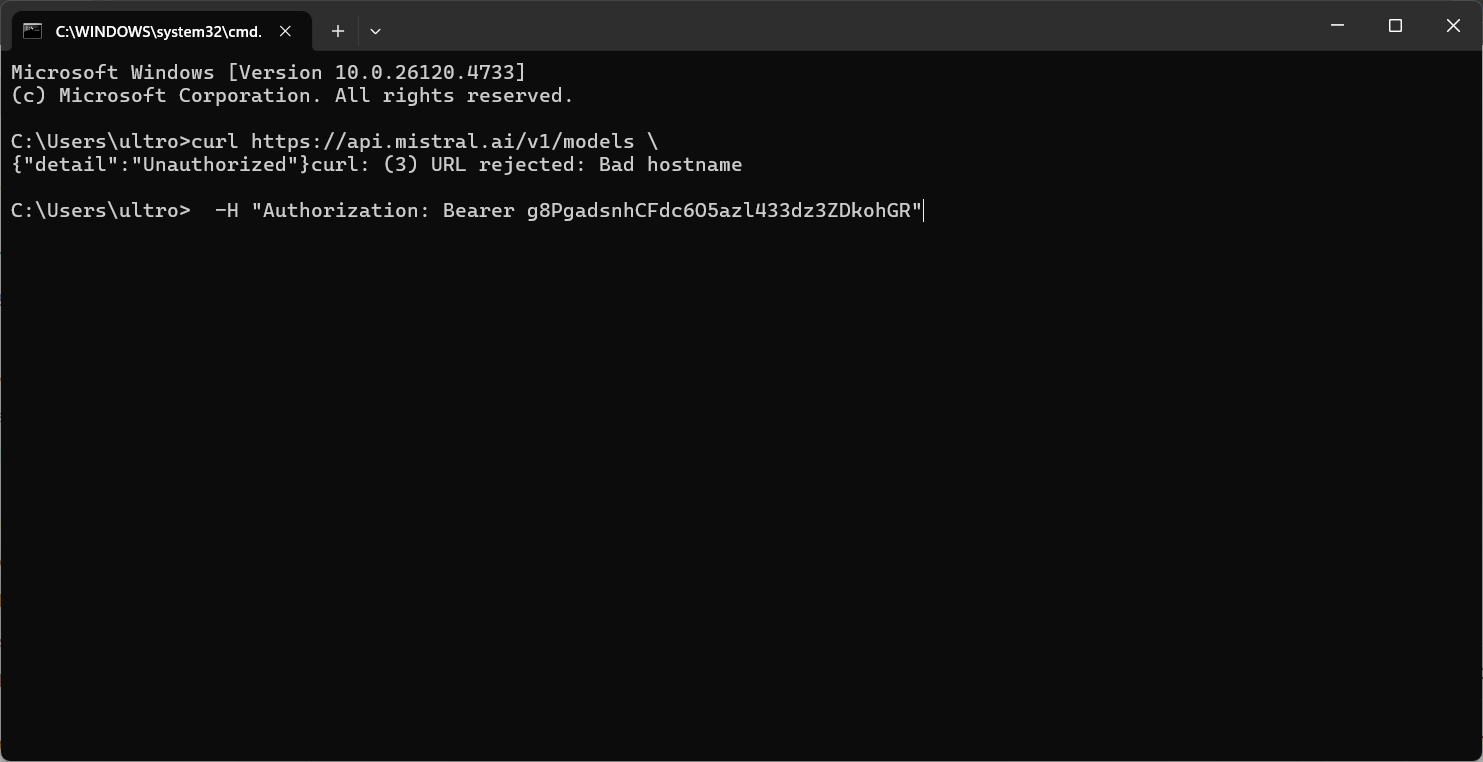 C:\WINDOWS\system32\cmd.
Microsoft Windows [Version 10.0.26120.4733]
(c) Microsoft Corporation. All rights reserved.
C:\Users\ultro>curl https://api.mistral.ai/v1/models \
{"detail":"Unauthorized"}curl: (3) URL rejected: Bad hostname
C:\Users\ultro>  -H "Authorization: Bearer g8PgadsnhCFdc6O5azl433dz3ZDkohGR"